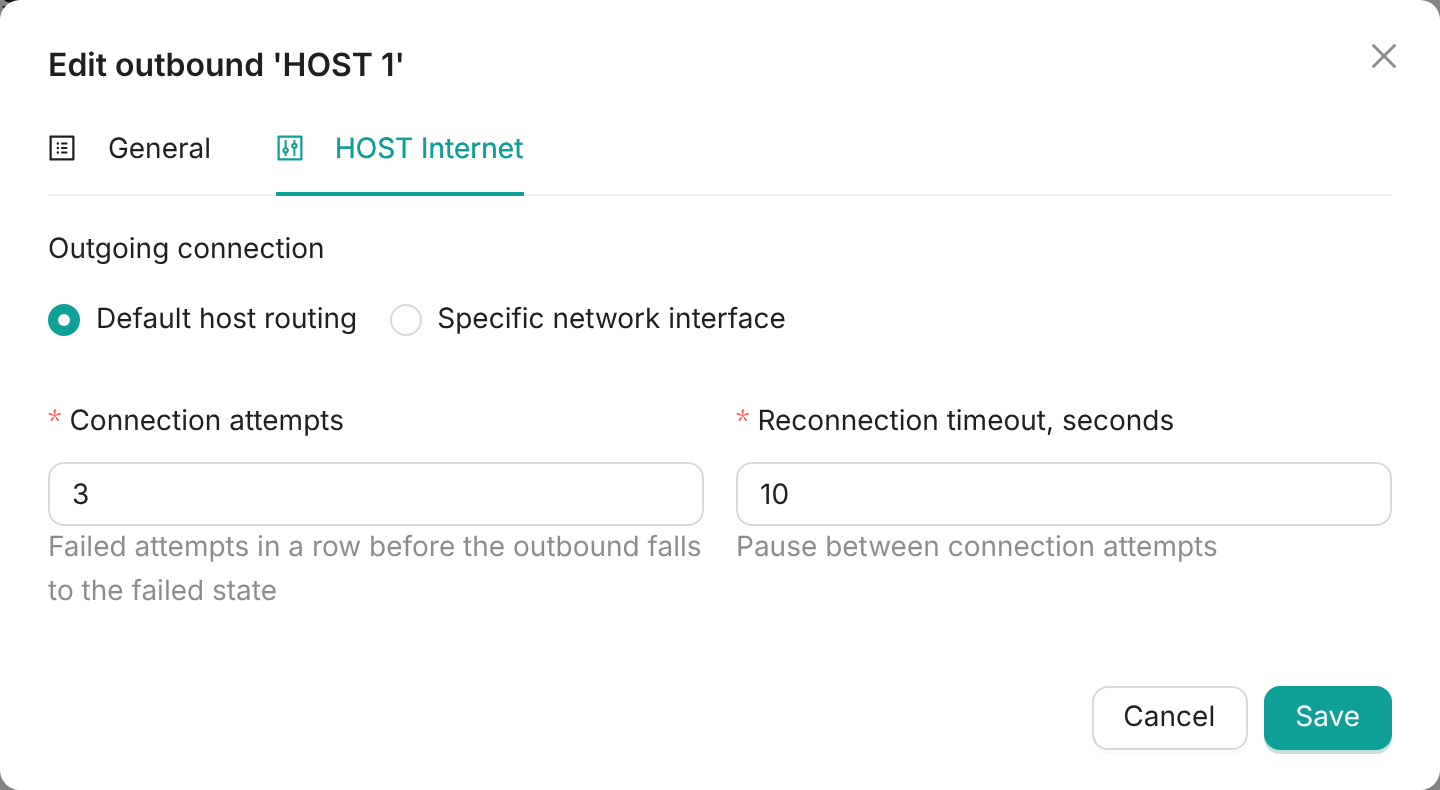 Edit outbound 'HOST 1'
General
HOST Internet
Outgoing connection
Default host routing
Specific network interface
* Connection attempts
* Reconnection timeout, seconds
3
10
Failed attempts in a row before the outbound falls
to the failed state
Pause between connection attempts
Cancel
Save